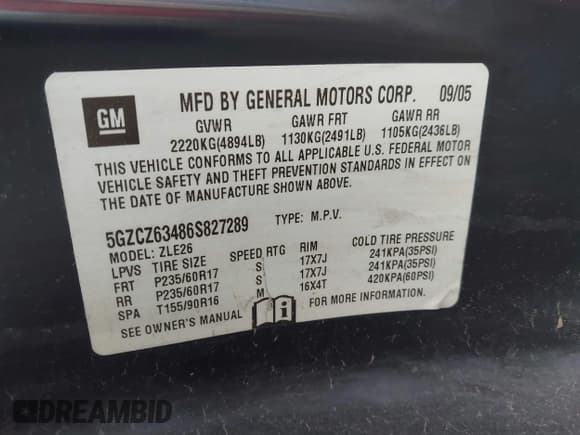 GM
MFD BY GENERAL MOTORS CORP. 09/05
GVWR GAWR FRT GAWR RR
2220KG(4894LB) 1130KG(2491LB) 1105KG(2436LB)
THIS VEHICLE CONFORMS TO ALL APPLICABLE U.S. FEDERAL MOTOR
VEHICLE SAFETY AND THEFT PREVENTION STANDARDS IN EFFECT ON
THE DATE OF MANUFACTURE SHOWN ABOVE.
5GZCZ63486S827289 TYPE: M.P.V.
MODEL: ZLE26
LPVS TIRE SIZE SPEED RTG RIM COLD TIRE PRESSURE
FRT P235/60R17 S 17X7J 241KPA(35PSI)
RR P235/60R17 S 17X7J 241KPA(35PSI)
SPA T155/90R16 M 16X4T 420KPA(60PSI)
SEE OWNER'S MANUAL i FOR MORE INFORMATION.
DREAMBID